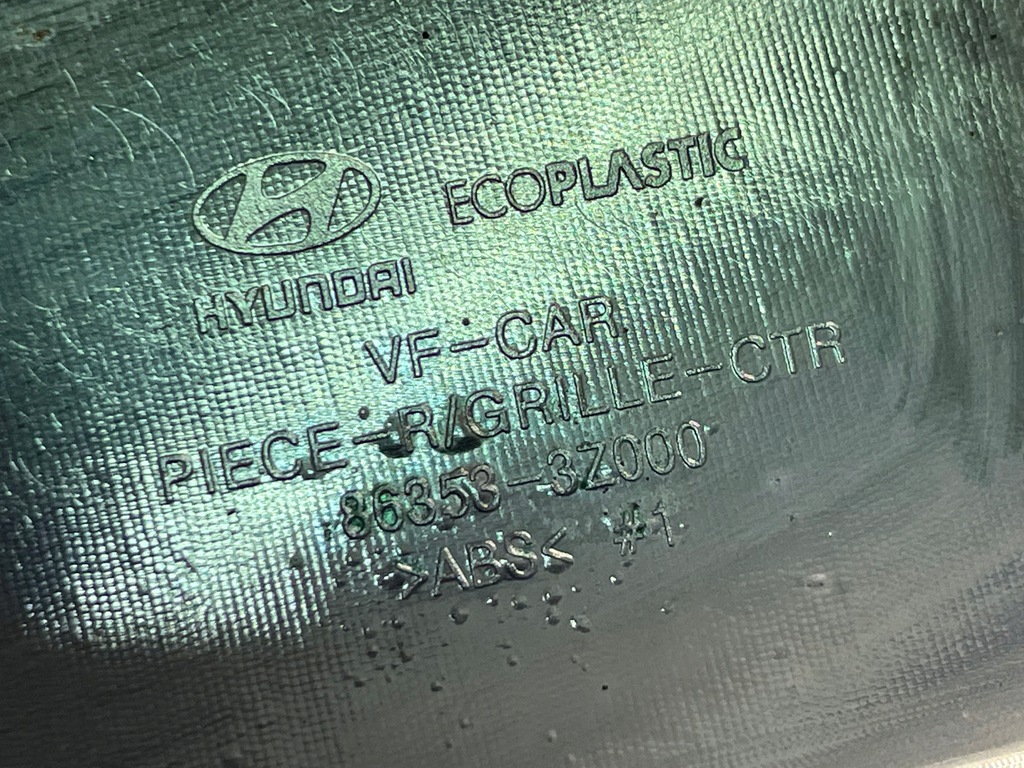 HYUNDAI
ECOPLASTIC
VF-CAR
PIECE-R/GRILLE-CTR
86353-3Z000
>ABS< #1